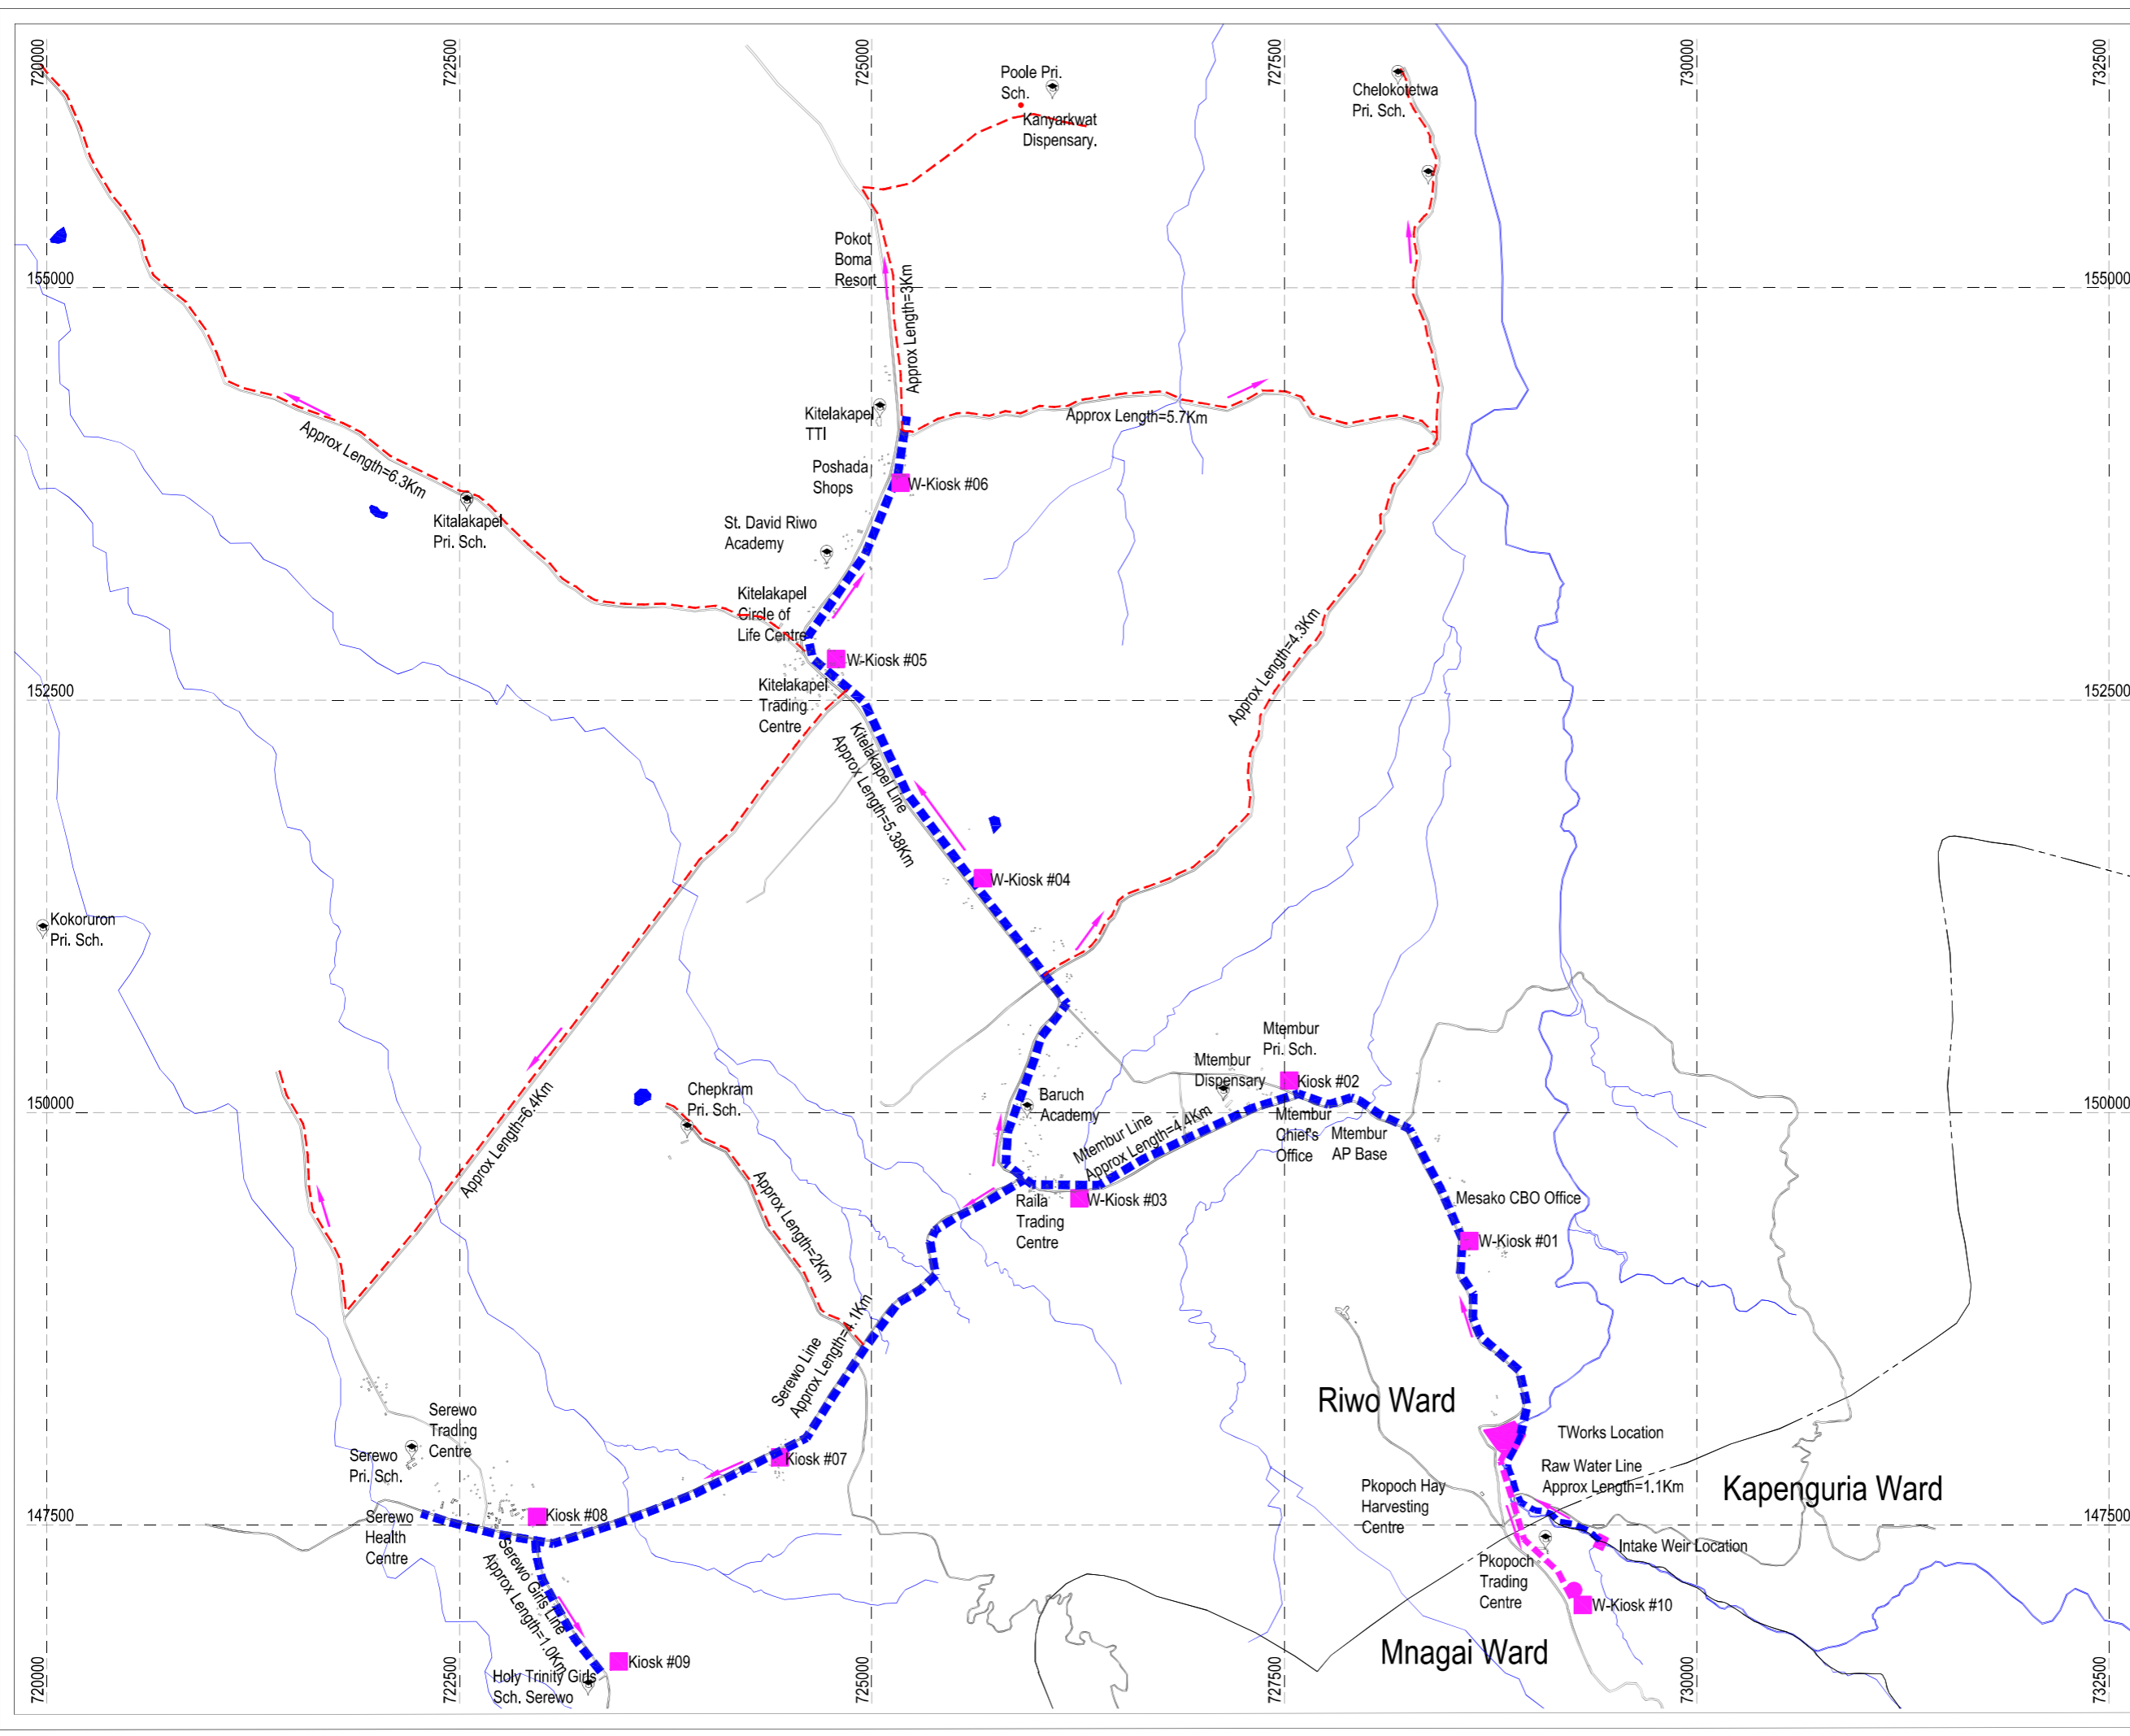 720000
722500
725000
727500
730000
732500
Poole Pri.
Sch.
Kanyarkwat
Dispensary.
Chelokotetwa
Pri. Sch.
Pokot
Boma
Resort
155000
155000
Approx Length=3Km
Kitelakapel
TTI
Approx Length=5.7Km
Approx Length=6.3Km
Poshada
Shops
W-Kiosk #06
Kitalakapel
Pri. Sch.
St. David Riwo
Academy
Kitelakapel
Circle of
Life Centre
W-Kiosk #05
Approx Length=4.3Km
Kitelakapel
Trading
Centre
152500
152500
Kitelakapel Line
Approx Length=5.38Km
W-Kiosk #04
Kokoruron
Pri. Sch.
Mtembur
Pri. Sch.
Mtembur
Dispensary
Kiosk #02
Chepkram
Pri. Sch.
Baruch
Academy
150000
150000
Mtembur Line
Approx Length=4.4Km
Mtembur
Chief's
Office
Mtembur
AP Base
Approx Length=6.4Km
Approx Length=2Km
Raila
Trading
Centre
W-Kiosk #03
Mesako CBO Office
W-Kiosk #01
Serewo Line
Approx Length=4.1Km
Riwo Ward
Serewo
Trading
Centre
Serewo
Pri. Sch.
Kiosk #07
TWorks Location
Raw Water Line
Approx Length=1.1Km
Kapenguria Ward
Pkopoch Hay
Harvesting
Centre
147500
147500
Serewo
Health
Centre
Kiosk #08
Intake Weir Location
Serewo Girls Line
Approx Length=1.0Km
Pkopoch
Trading
Centre
W-Kiosk #10
Mnagai Ward
Kiosk #09
Holy Trinity Girls
Sch. Serewo
720000
722500
725000
727500
730000
732500